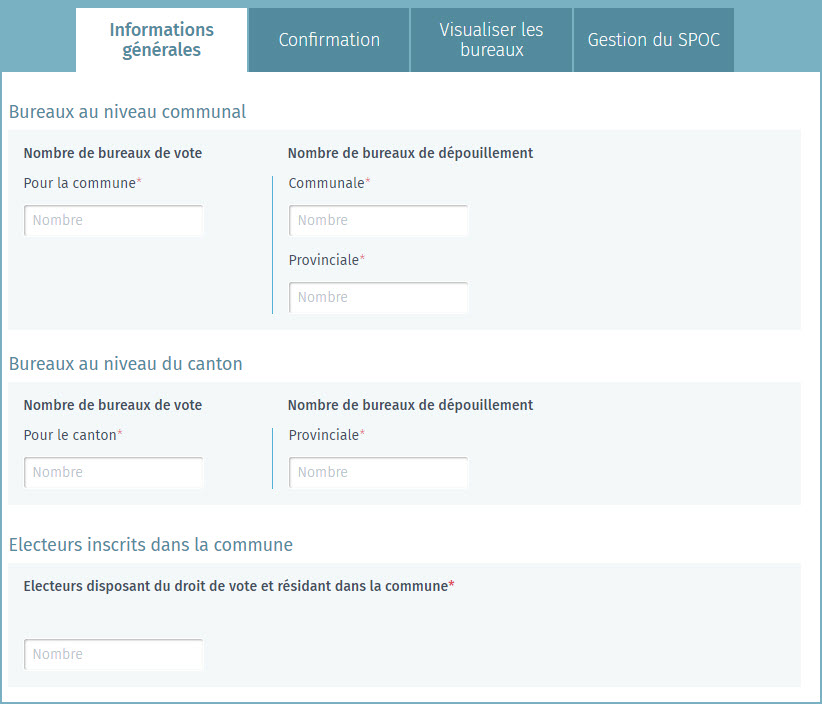 Informations
générales
Confirmation
Visualiser les
bureaux
Gestion du SPOC
Bureaux au niveau communal
Nombre de bureaux de vote
Nombre de bureaux de dépouillement
Pour la commune*
Communale*
Nombre
Nombre
Provinciale*
Nombre
Bureaux au niveau du canton
Nombre de bureaux de vote
Nombre de bureaux de dépouillement
Pour le canton*
Provinciale*
Nombre
Nombre
Electeurs inscrits dans la commune
Electeurs disposant du droit de vote et résidant dans la commune*
Nombre